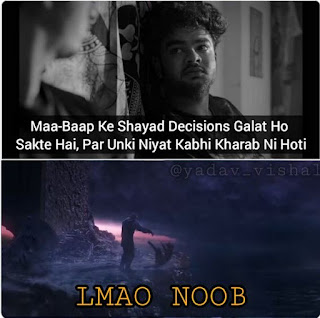 Maa-Baap Ke Shayad Decisions Galat Ho
Sakte Hai, Par Unki Niyat Kabhi Kharab Ni Hoti
@yadav_vishal
LMAO NOOB